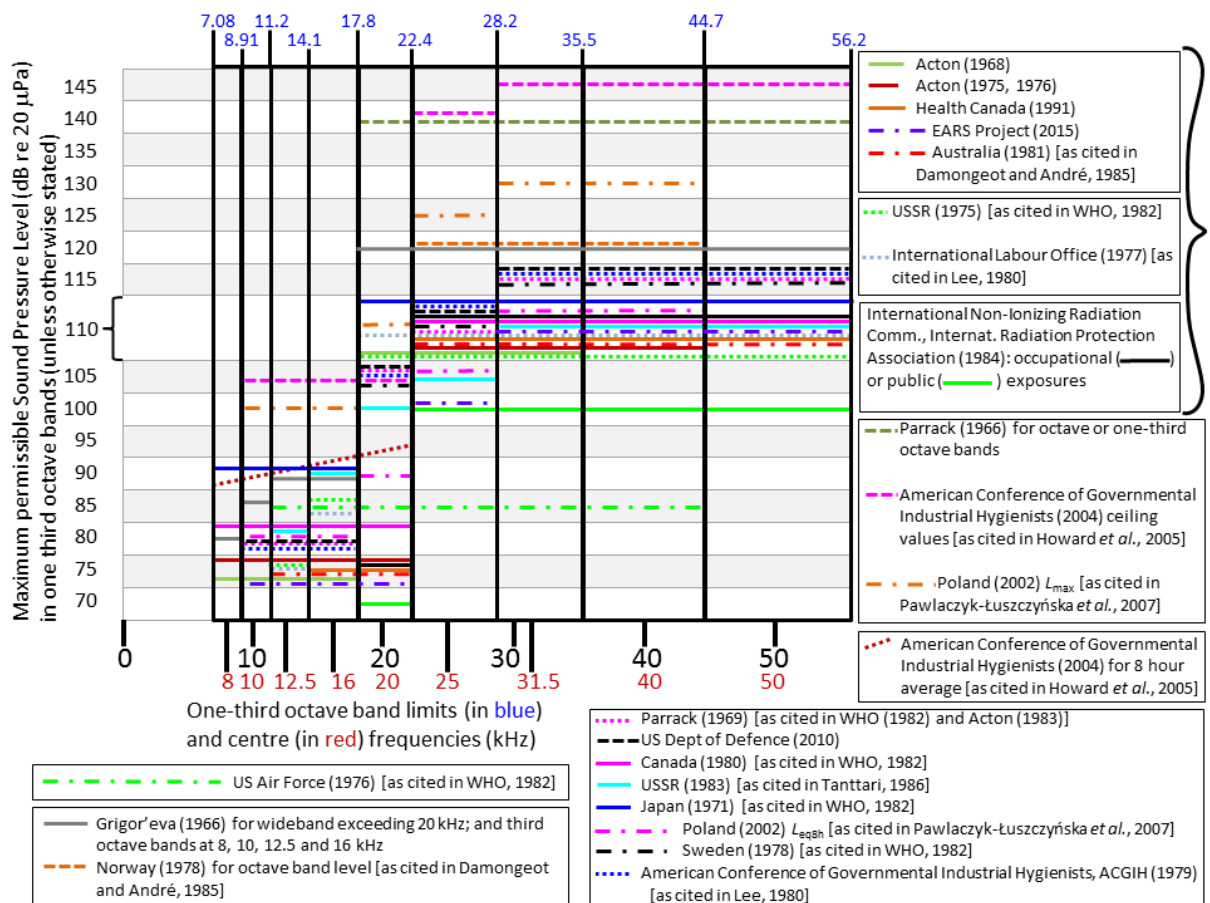 7.08 11.2 17.8 28.2 44.7
8.91 14.1 22.4 35.5 56.2
Maximum permissible Sound Pressure Level (dB re 20 μPa)
in one third octave bands (unless otherwise stated)
145
140
135
130
125
120
115
110
105
100
95
90
85
80
75
70
0 10 20 30 40 50
8 10 12.5 16 20 25 31.5 40 50
One-third octave band limits (in blue)
and centre (in red) frequencies (kHz)
Acton (1968)
Acton (1975, 1976)
Health Canada (1991)
EARS Project (2015)
Australia (1981) [as cited in
Damongeot and André, 1985]
USSR (1975) [as cited in WHO, 1982]
International Labour Office (1977) [as
cited in Lee, 1980]
International Non-Ionizing Radiation
Comm., Internat. Radiation Protection
Association (1984): occupational ( )
or public ( ) exposures
Parrack (1966) for octave or one-third
octave bands
American Conference of Governmental
Industrial Hygienists (2004) ceiling
values [as cited in Howard et al., 2005]
Poland (2002) Lmax [as cited in
Pawlaczyk-Łuszczyńska et al., 2007]
American Conference of Governmental
Industrial Hygienists (2004) for 8 hour
average [as cited in Howard et al., 2005]
Parrack (1969) [as cited in WHO (1982) and Acton (1983)]
US Dept of Defence (2010)
Canada (1980) [as cited in WHO, 1982]
USSR (1983) [as cited in Tanttari, 1986]
Japan (1971) [as cited in WHO, 1982]
Poland (2002) Leq8h [as cited in Pawlaczyk-Łuszczyńska et al., 2007]
Sweden (1978) [as cited in WHO, 1982]
American Conference of Governmental Industrial Hygienists, ACGIH (1979)
[as cited in Lee, 1980]
US Air Force (1976) [as cited in WHO, 1982]
Grigor'eva (1966) for wideband exceeding 20 kHz; and third
octave bands at 8, 10, 12.5 and 16 kHz
Norway (1978) for octave band level [as cited in Damongeot
and André, 1985]